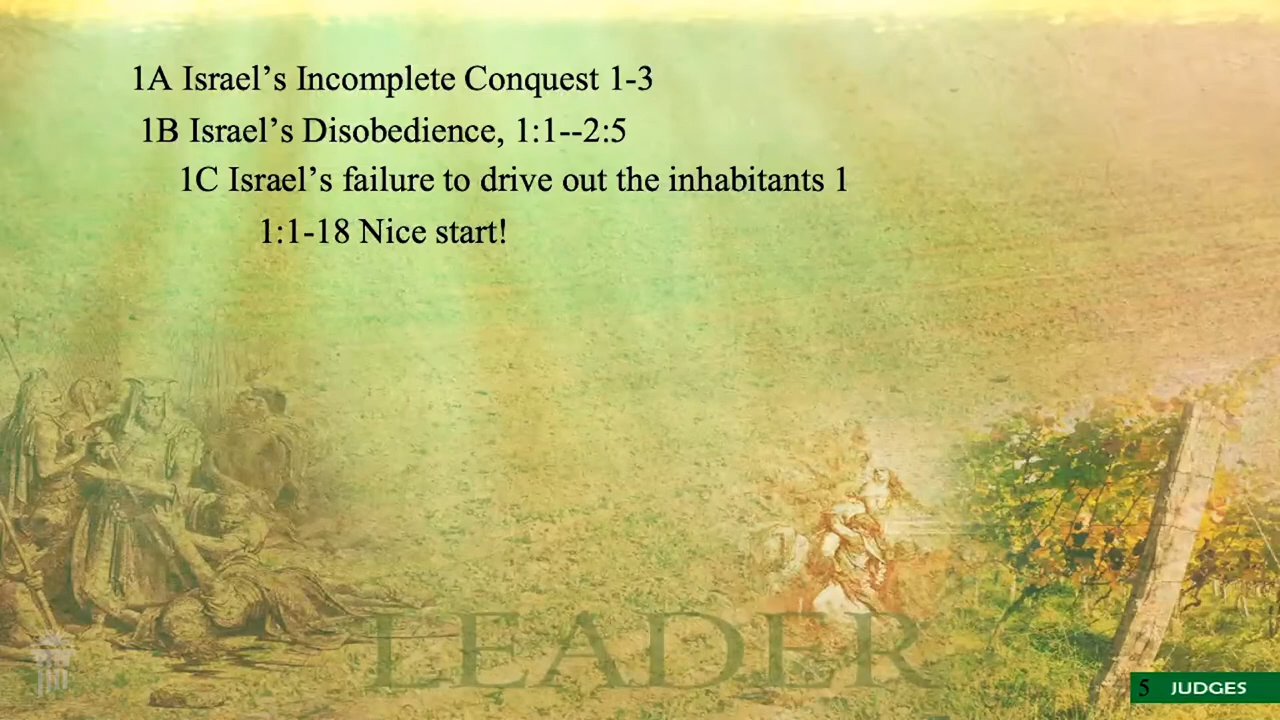 1A Israel’s Incomplete Conquest 1-3
1B Israel’s Disobedience, 1:1--2:5
1C Israel’s failure to drive out the inhabitants 1
1:1-18 Nice start!
LEADER
5 JUDGES